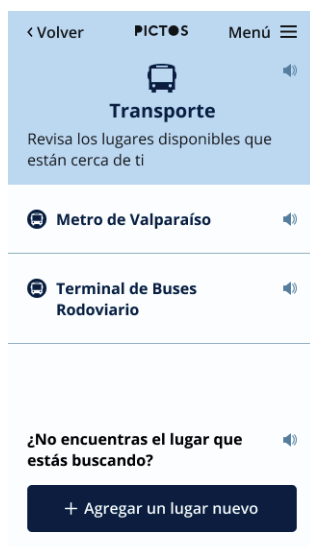 < Volver PICTOS Menú
Transporte
Revisa los lugares disponibles que
están cerca de ti
Metro de Valparaíso
Terminal de Buses
Rodoviario
¿No encuentras el lugar que
estás buscando?
+ Agregar un lugar nuevo